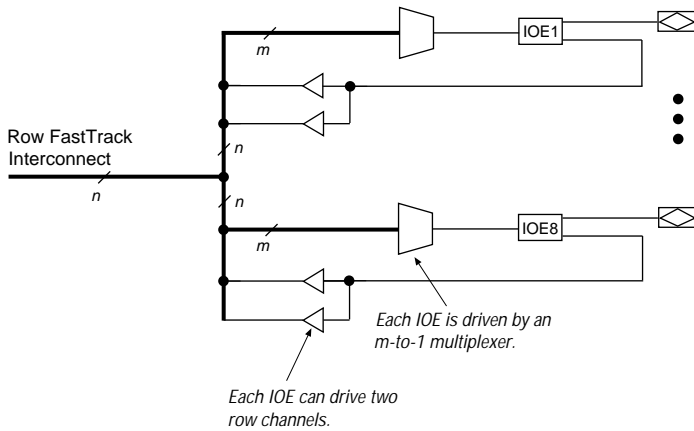 m
IOE1
Row FastTrack
Interconnect
n
n
n
m
IOE8
Each IOE is driven by an
m-to-1 multiplexer.
Each IOE can drive two
row channels.